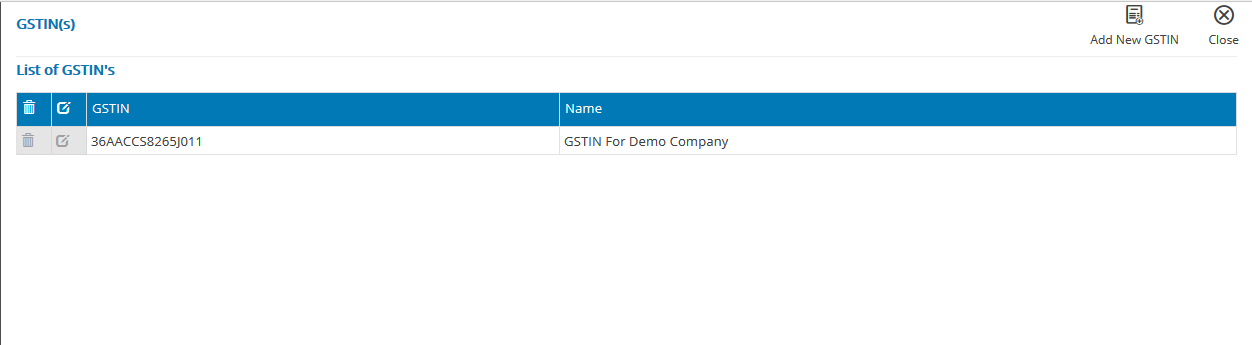 GSTIN(s)
Add New GSTIN
Close
List of GSTIN's
GSTIN
Name
36AACCS8265J011
GSTIN For Demo Company